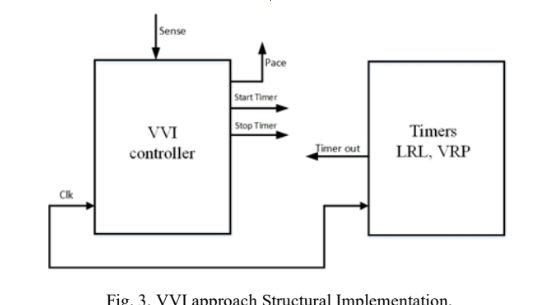 Sense
Pace
Start Timer
Stop Timer
VVI
controller
Timers
LRL, VRP
Timer out
Clk
Fig. 3. VVI approach Structural Implementation.